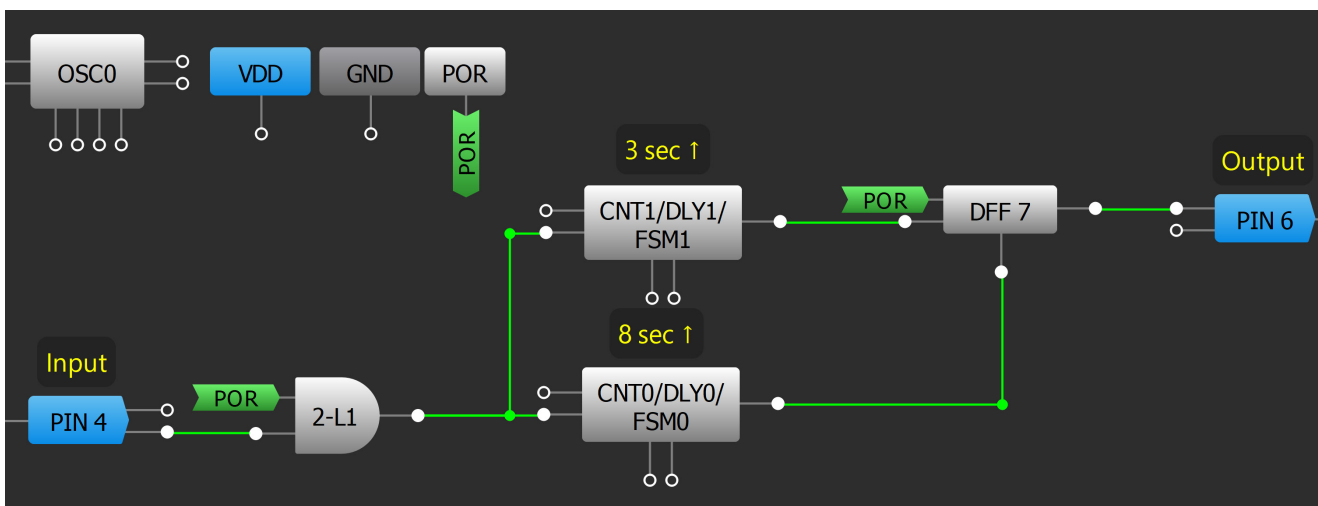 OSC0
VDD
GND
POR
POR
3 sec ↑
CNT1/DLY1/
FSM1
POR
DFF 7
Output
PIN 6
8 sec ↑
CNT0/DLY0/
FSM0
Input
PIN 4
POR
2-L1